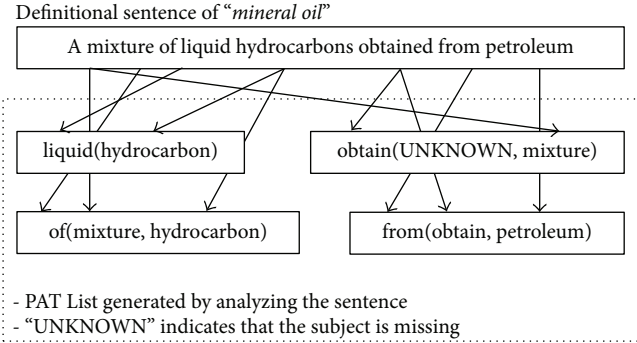 Definitional sentence of “mineral oil”
A mixture of liquid hydrocarbons obtained from petroleum
liquid(hydrocarbon)
obtain(UNKNOWN, mixture)
of(mixture, hydrocarbon)
from(obtain, petroleum)
- PAT List generated by analyzing the sentence
- “UNKNOWN” indicates that the subject is missing